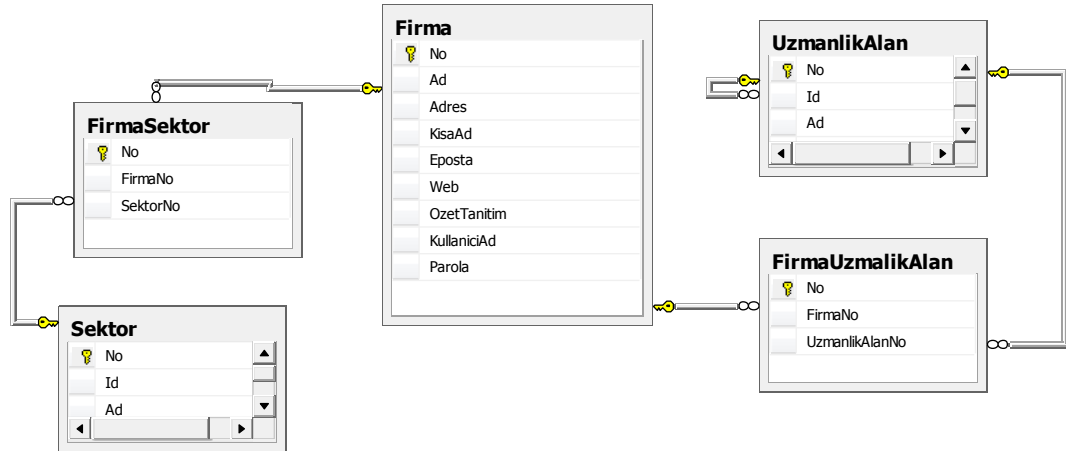 Firma
No
Ad
Adres
KisaAd
Eposta
Web
OzetTanitim
KullaniciAd
Parola
UzmanlikAlan
No
Id
Ad
FirmaSektor
No
FirmaNo
SektorNo
FirmaUzmalikAlan
No
FirmaNo
UzmanlikAlanNo
Sektor
No
Id
Ad